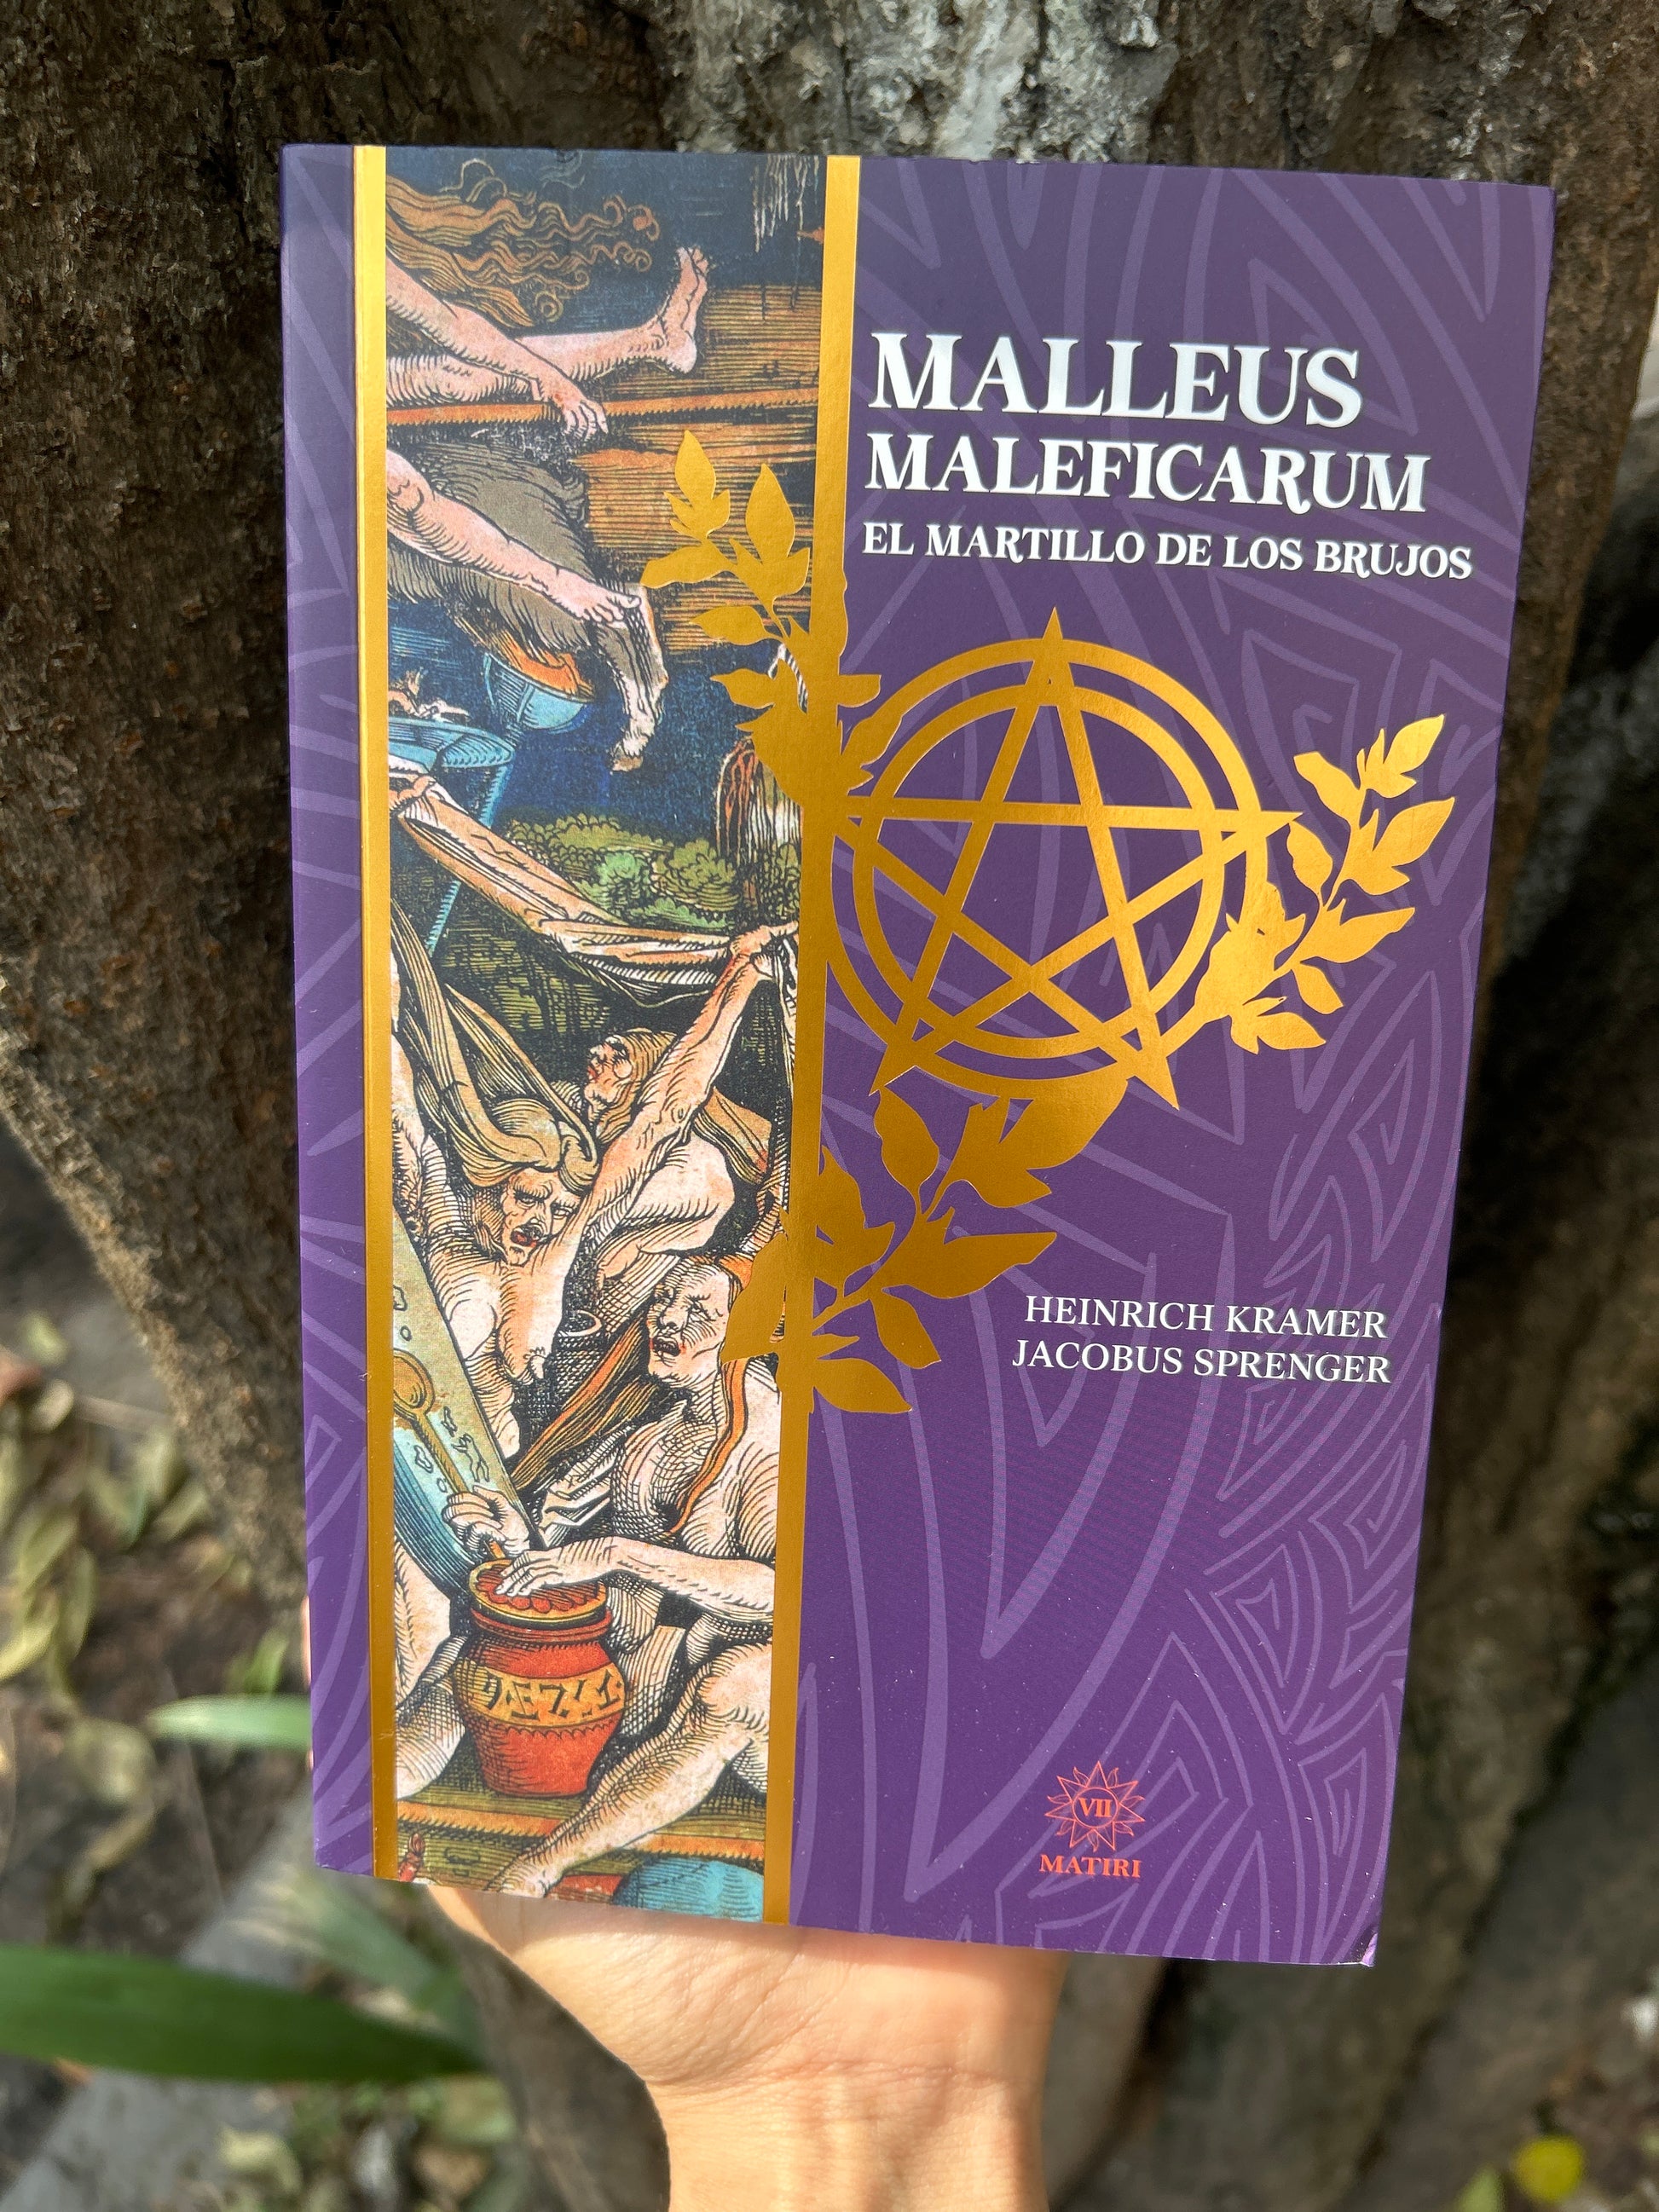 MALLEUS
MALEFICARUM
EL MARTILLO DE LOS BRUJOS
HEINRICH KRAMER
JACOBUS SPRENGER
VII
MATIRI